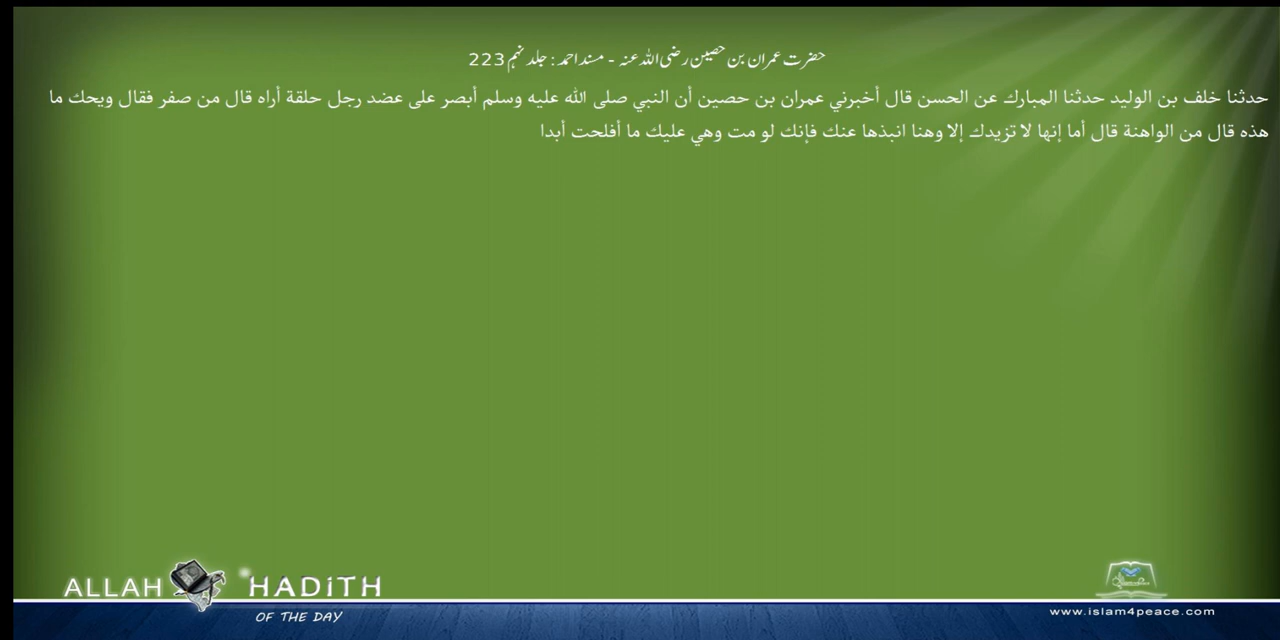 حضرت عمران بن حصین رضی اللہ عنہ - مسند احمد : جلد نہم 223
حدثنا خلف بن الوليد حدثنا المبارك عن الحسن قال أخبرني عمران بن حصين أن النبي صلى الله عليه وسلم أبصر على عضد رجل حلقة أراه قال من صفر فقال ويحك ما
هذه قال من الواهنة قال أما إنها لا تزيدك إلا وهنا انبذها عنك فإنك لو مت وهي عليك ما أفلحت أبدا
ALLAH HADITH
OF THE DAY
www.islam4peace.com